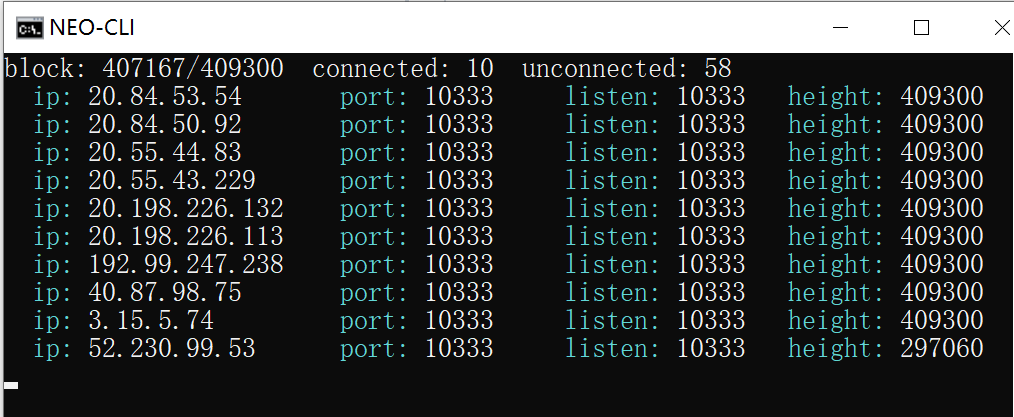 NEO-CLI
block: 407167/409300 connected: 10 unconnected: 58
ip: 20.84.53.54 port: 10333 listen: 10333 height: 409300
ip: 20.84.50.92 port: 10333 listen: 10333 height: 409300
ip: 20.55.44.83 port: 10333 listen: 10333 height: 409300
ip: 20.55.43.229 port: 10333 listen: 10333 height: 409300
ip: 20.198.226.132 port: 10333 listen: 10333 height: 409300
ip: 20.198.226.113 port: 10333 listen: 10333 height: 409300
ip: 192.99.247.238 port: 10333 listen: 10333 height: 409300
ip: 40.87.98.75 port: 10333 listen: 10333 height: 409300
ip: 3.15.5.74 port: 10333 listen: 10333 height: 409300
ip: 52.230.99.53 port: 10333 listen: 10333 height: 297060